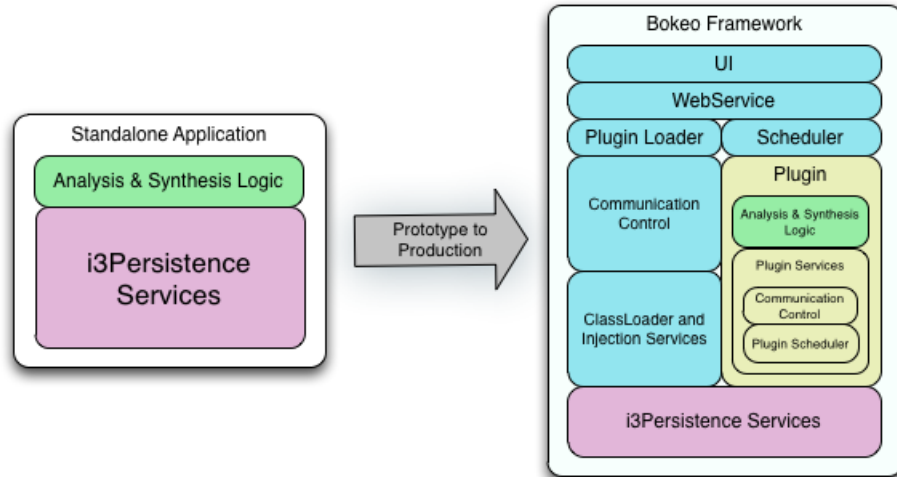 Standalone Application
Analysis & Synthesis Logic
i3Persistence
Services
Prototype to
Production
Bokeo Framework
UI
WebService
Plugin Loader
Scheduler
Communication
Control
ClassLoader and
Injection Services
Plugin
Analysis & Synthesis
Logic
Plugin Services
Communication
Control
Plugin Scheduler
i3Persistence Services